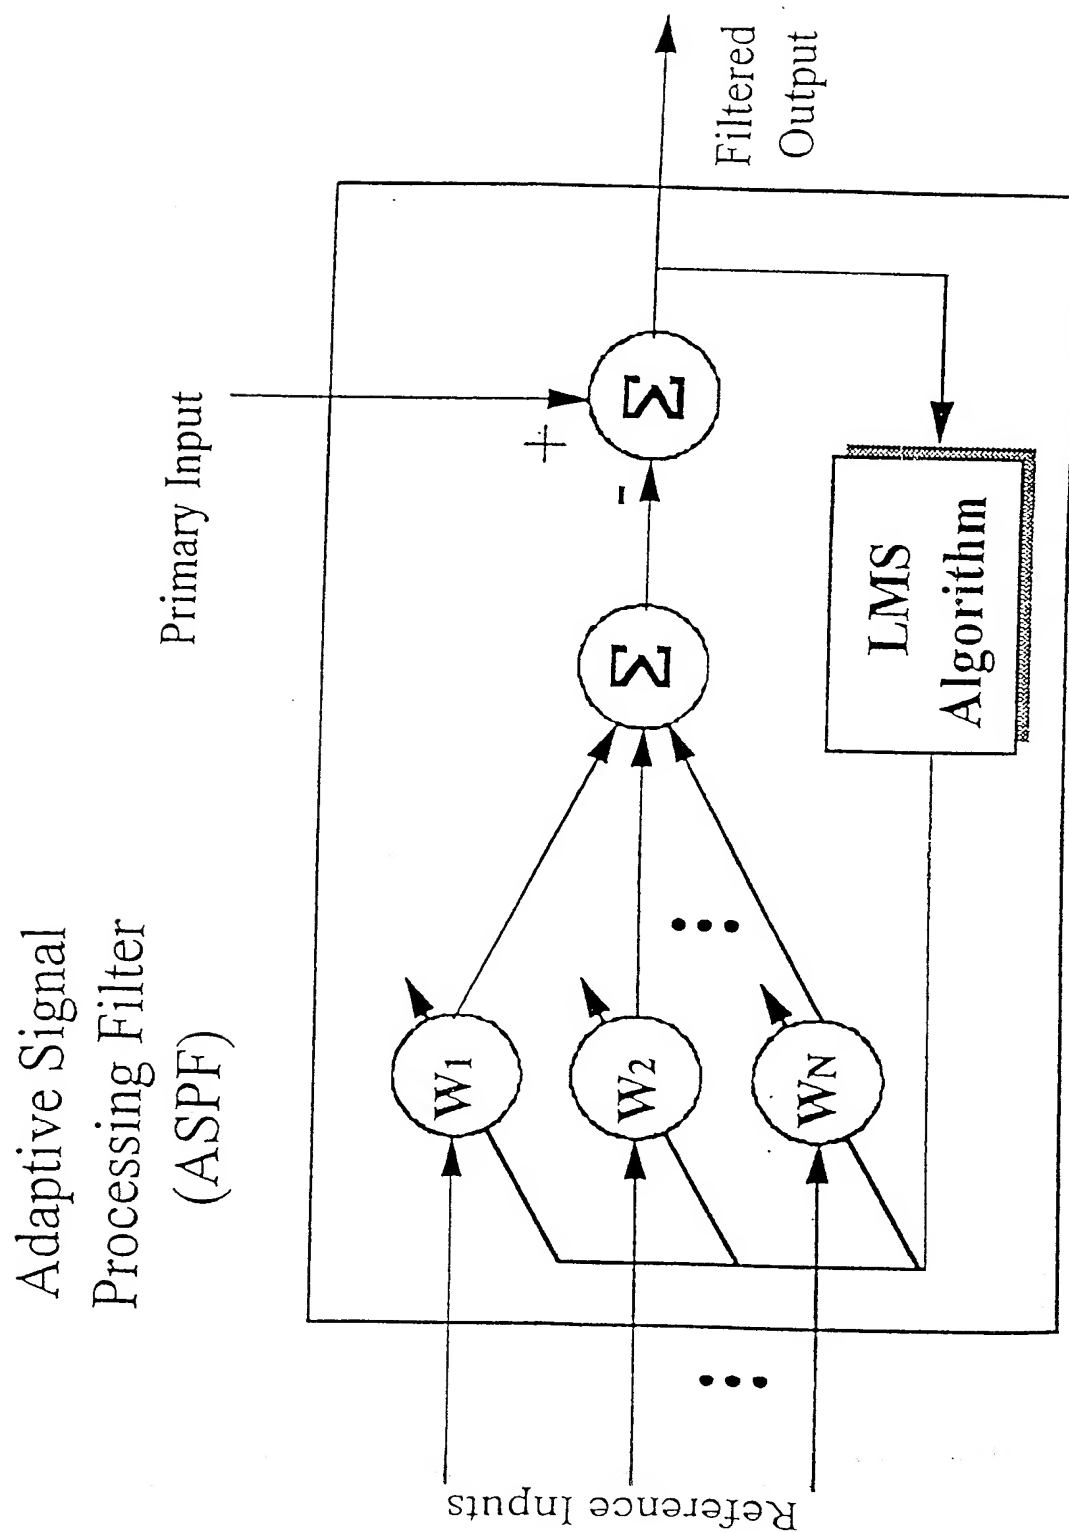 Adaptive Signal
Processing Filter
(ASPF)
Primary Input
+
-
Σ
Σ
Filtered
Output
W1
W2
WN
LMS
Algorithm
Reference Inputs